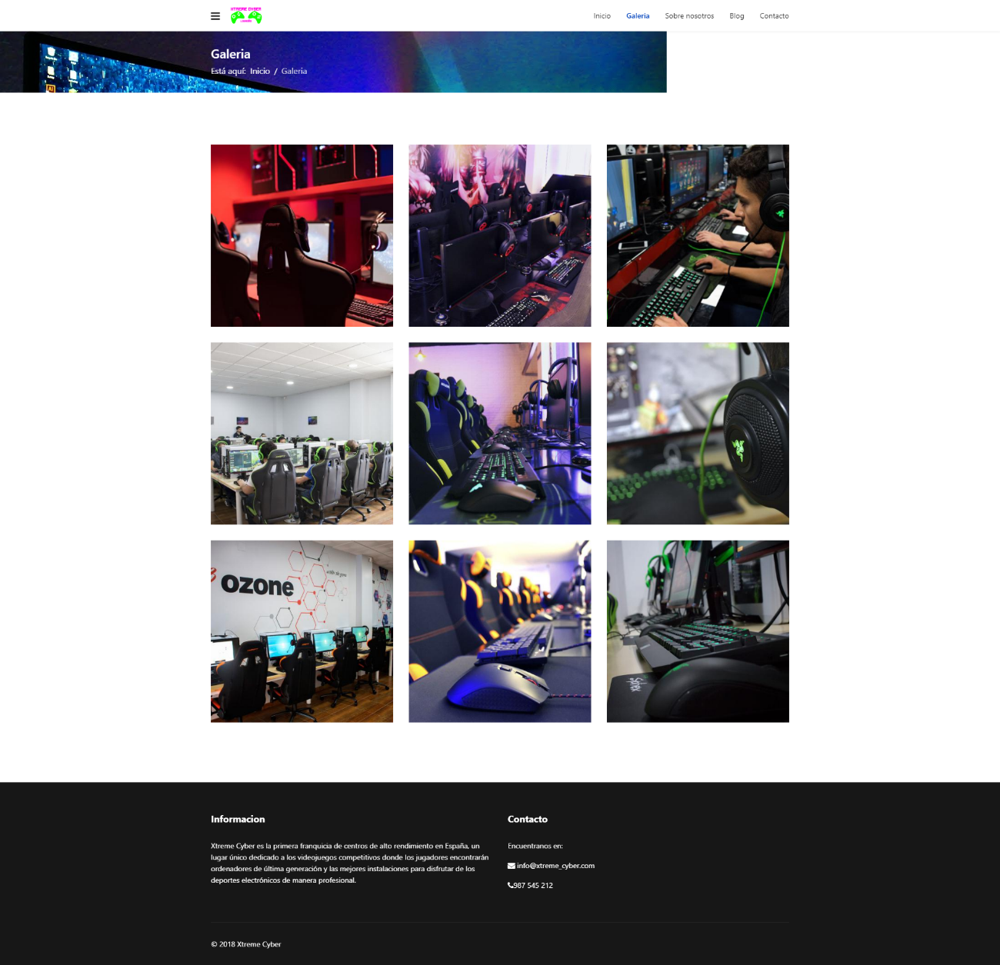 XTREME CYBER
Inicio
Galeria
Sobre nosotros
Blog
Contacto
Galeria
Está aquí: Inicio / Galeria
Ai
ozone
Spirex
Informacion
Xtreme Cyber es la primera franquicia de centros de alto rendimiento en España, un
lugar único dedicado a los videojuegos competitivos donde los jugadores encontrarán
ordenadores de última generación y las mejores instalaciones para disfrutar de los
deportes electrónicos de manera profesional.
Contacto
Encuentranos en:
info@xtreme_cyber.com
987 545 212
© 2018 Xtreme Cyber